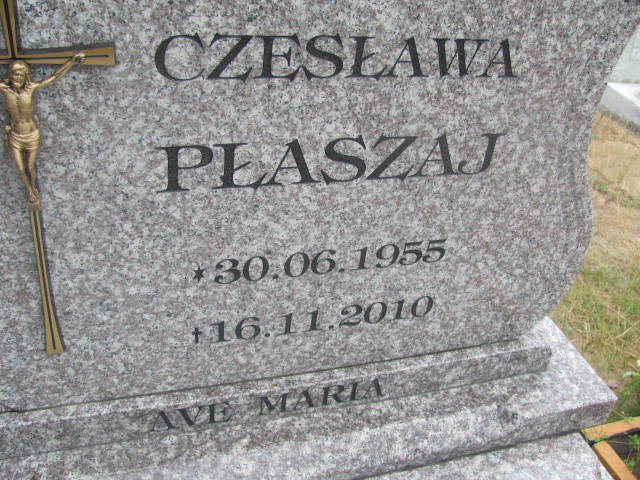 CZESŁAWA
PŁASZAJ
* 30.06.1955
† 16.11.2010
AVE MARIA